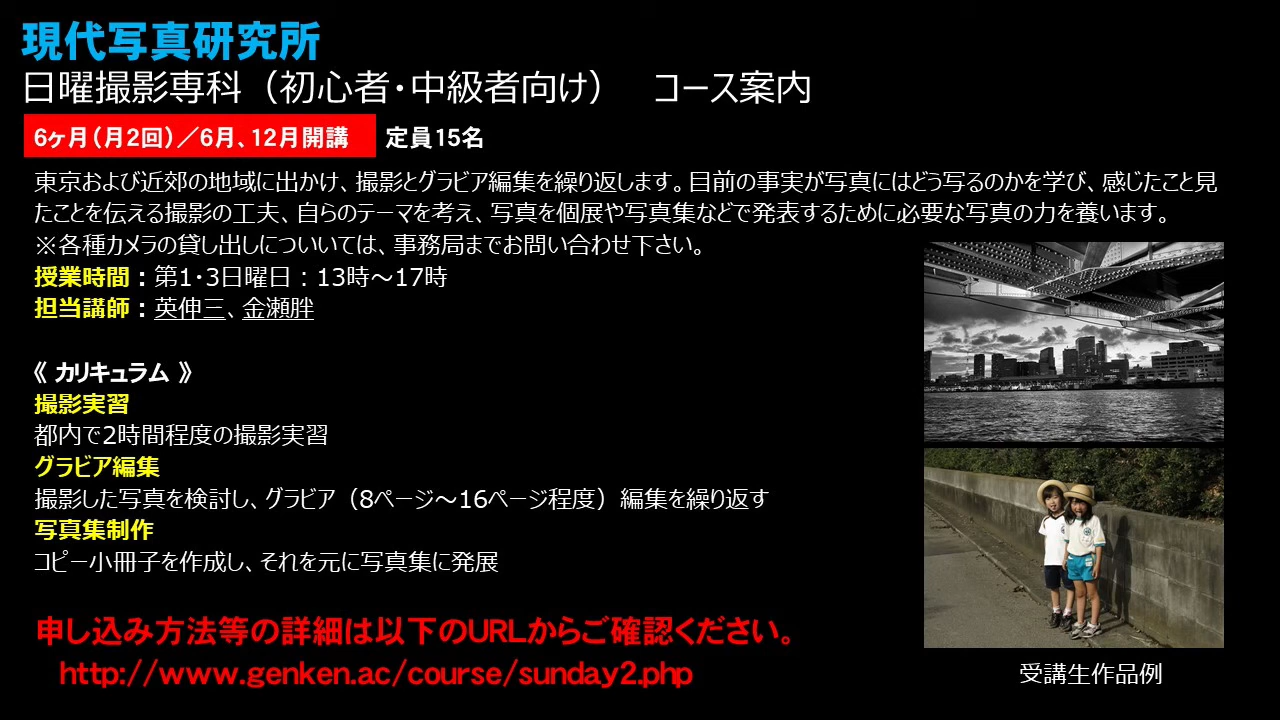 現代写真研究所
日曜撮影専科（初心者・中級者向け）　コース案内
6ヶ月（月2回）／6月、12月開講　定員15名
東京および近郊の地域に出かけ、撮影とグラビア編集を繰り返します。目前の事実が写真にはどう写るのかを学び、感じたこと見
たことを伝える撮影の工夫、自らのテーマを考え、写真を個展や写真集などで発表するために必要な写真の力を養います。
※各種カメラの貸し出しについいては、事務局までお問い合わせ下さい。
授業時間：第1・3日曜日：13時～17時
担当講師：英伸三、金瀬胖
《 カリキュラム 》
撮影実習
都内で2時間程度の撮影実習
グラビア編集
撮影した写真を検討し、グラビア（8ページ～16ページ程度）編集を繰り返す
写真集制作
コピー小冊子を作成し、それを元に写真集に発展
申し込み方法等の詳細は以下のURLからご確認ください。
http://www.genken.ac/course/sunday2.php
受講生作品例